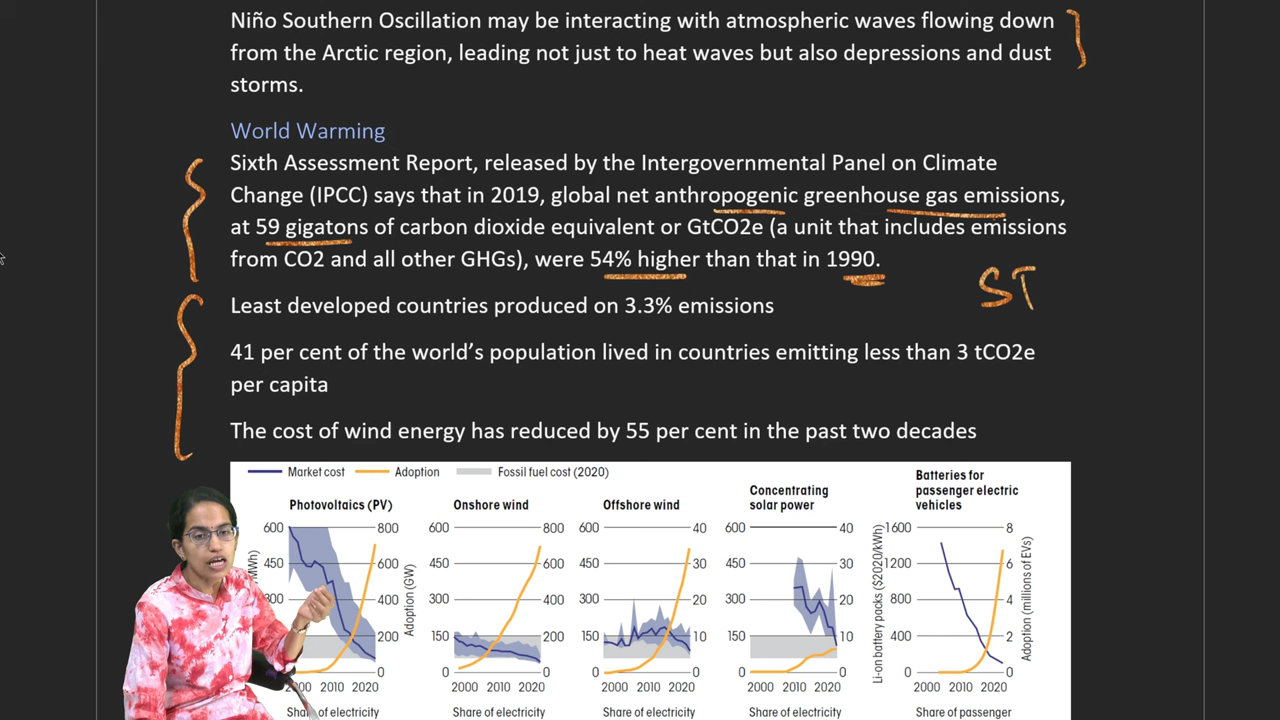 Niño Southern Oscillation may be interacting with atmospheric waves flowing down
from the Arctic region, leading not just to heat waves but also depressions and dust
storms.
World Warming
Sixth Assessment Report, released by the Intergovernmental Panel on Climate
Change (IPCC) says that in 2019, global net anthropogenic greenhouse gas emissions,
at 59 gigatons of carbon dioxide equivalent or GtCO2e (a unit that includes emissions
from CO2 and all other GHGs), were 54% higher than that in 1990.
ST
Least developed countries produced on 3.3% emissions
41 per cent of the world's population lived in countries emitting less than 3 tCO2e
per capita
The cost of wind energy has reduced by 55 per cent in the past two decades
Market cost Adoption Fossil fuel cost (2020)
Photovoltaics (PV)
600 800
450 600
300 400
200
0
2000 2010 2020
MWh)
Adoption (GW)
Share of electricity
Onshore wind
600 800
450 600
300 400
150 200
0 0
2000 2010 2020
Share of electricity
Offshore wind
600 40
450 30
300 20
150 10
0 0
2000 2010 2020
Share of electricity
Concentrating
solar power
600 40
450 30
300 20
150 10
0 0
2000 2010 2020
Share of electricity
Batteries for
passenger electric
vehicles
1600 8
1200 6
800 4
400 2
0 0
2000 2010 2020
Li-on battery packs ($2020/kWh)
Adoption (millions of EVs)
Share of passenger